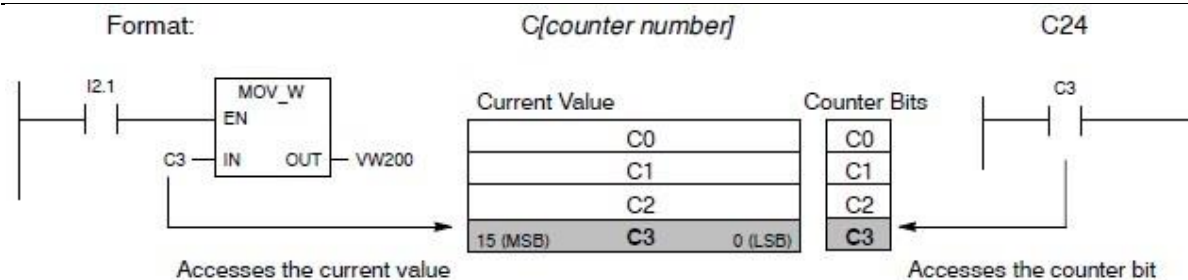 Format:
C[counter number]
C24
I2.1
MOV_W
EN
C3
IN
OUT
VW200
Current Value
C0
C1
C2
15 (MSB)
C3
0 (LSB)
Counter Bits
C0
C1
C2
C3
C3
Accesses the current value
Accesses the counter bit